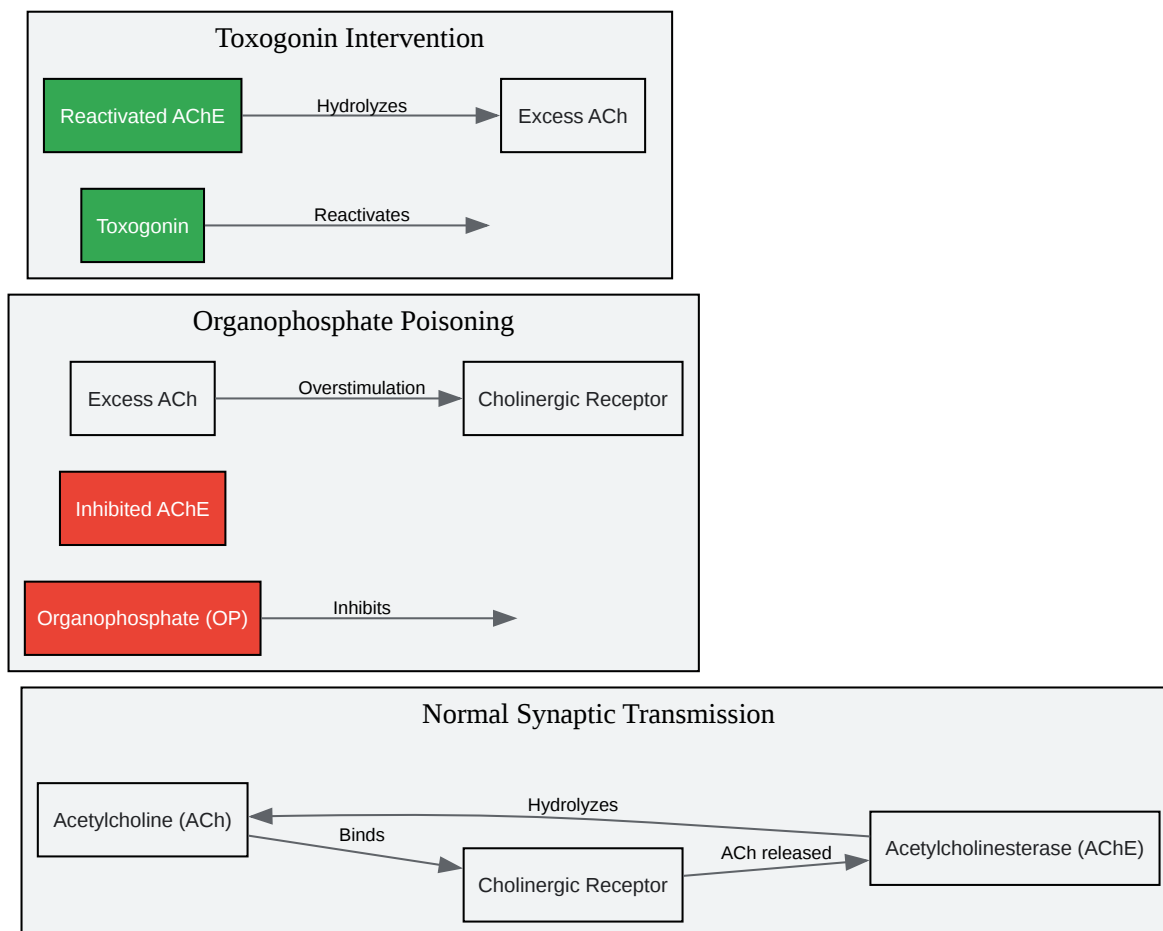 Toxogonin Intervention
Reactivated AChE
Hydrolyzes
Excess ACh
Toxogonin
Reactivates
Organophosphate Poisoning
Excess ACh
Overstimulation
Cholinergic Receptor
Inhibited AChE
Organophosphate (OP)
Inhibits
Normal Synaptic Transmission
Acetylcholine (ACh)
Hydrolyzes
Binds
Cholinergic Receptor
ACh released
Acetylcholinesterase (AChE)